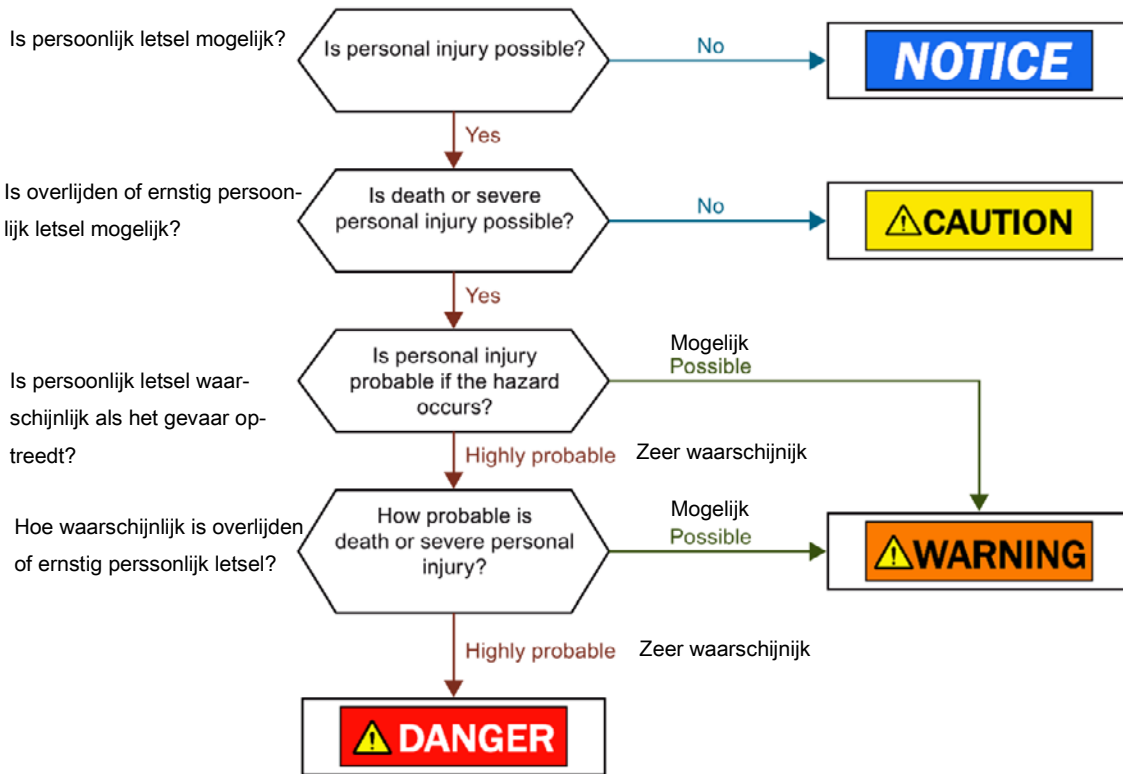 Is persoonlijk letsel mogelijk?
Is personal injury possible?
No
NOTICE
Yes
Is overlijden of ernstig persoon-
lijk letsel mogelijk?
Is death or severe
personal injury possible?
No
CAUTION
Yes
Is persoonlijk letsel waar-
schijnlijk als het gevaar op-
treedt?
Is personal injury
probable if the hazard
occurs?
Mogelijk
Possible
Highly probable
Zeer waarschijnijk
Hoe waarschijnlijk is overlijden
of ernstig perssonlijk letsel?
How probable is
death or severe personal
injury?
Mogelijk
Possible
WARNING
Highly probable
Zeer waarschijnijk
DANGER